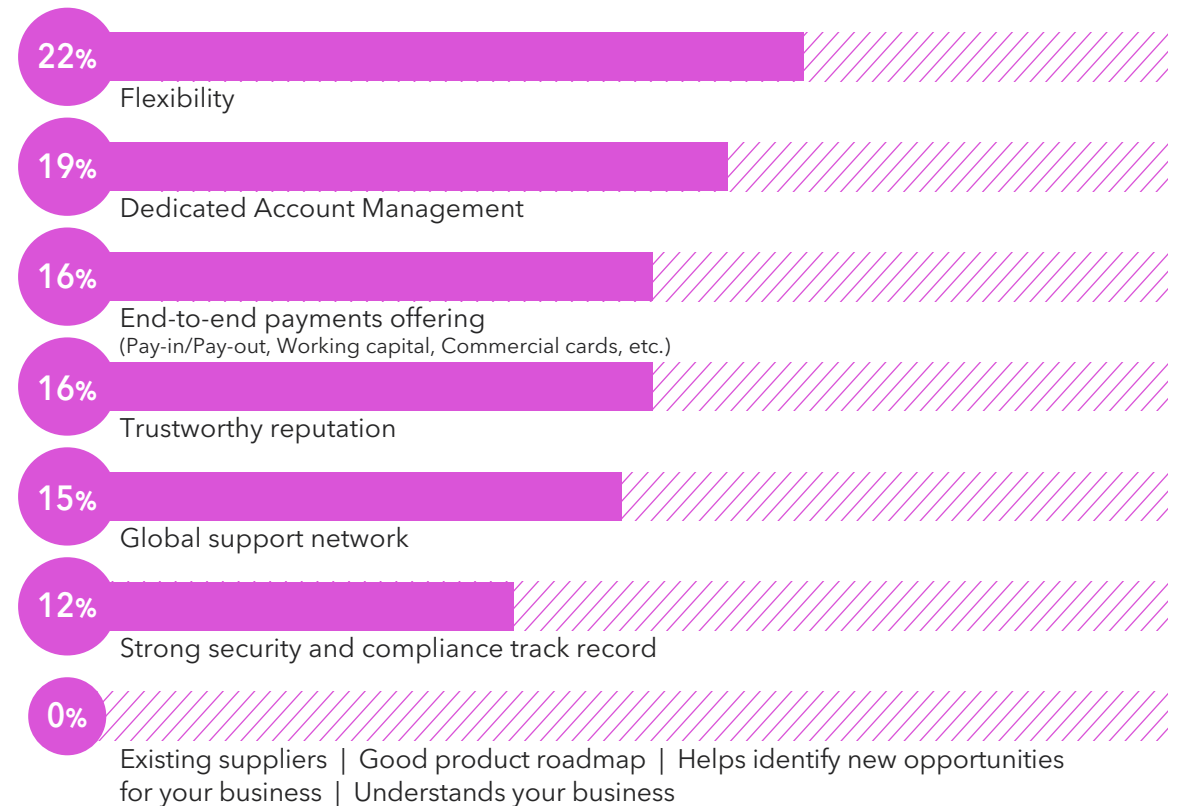 22%
Flexibility
19%
Dedicated Account Management
16%
End-to-end payments offering
(Pay-in/Pay-out, Working capital, Commercial cards, etc.)
16%
Trustworthy reputation
15%
Global support network
12%
Strong security and compliance track record
0%
Existing suppliers | Good product roadmap | Helps identify new opportunities
for your business | Understands your business